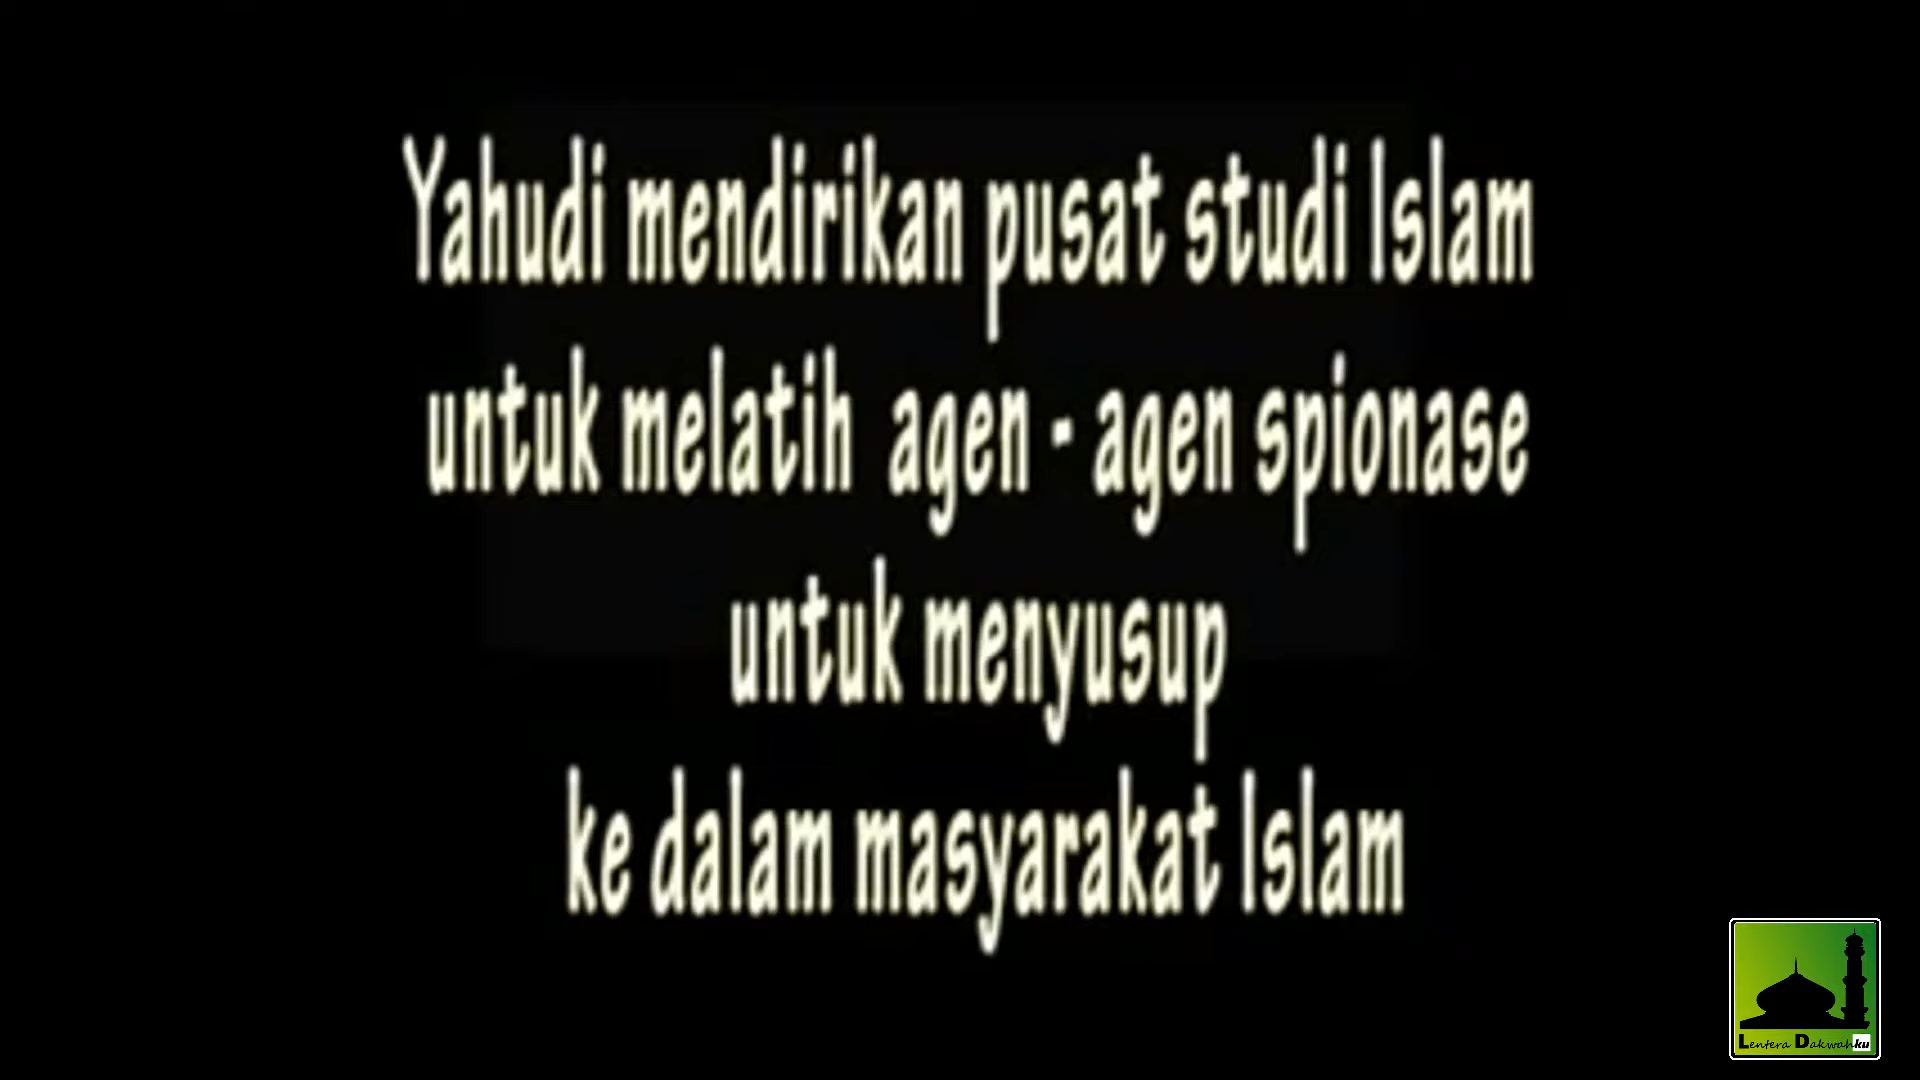 Yahudi mendirikan pusat studi Islam
untuk melatih agen - agen spionase
untuk menyusup
ke dalam masyarakat Islam
Lentera Dakwahku